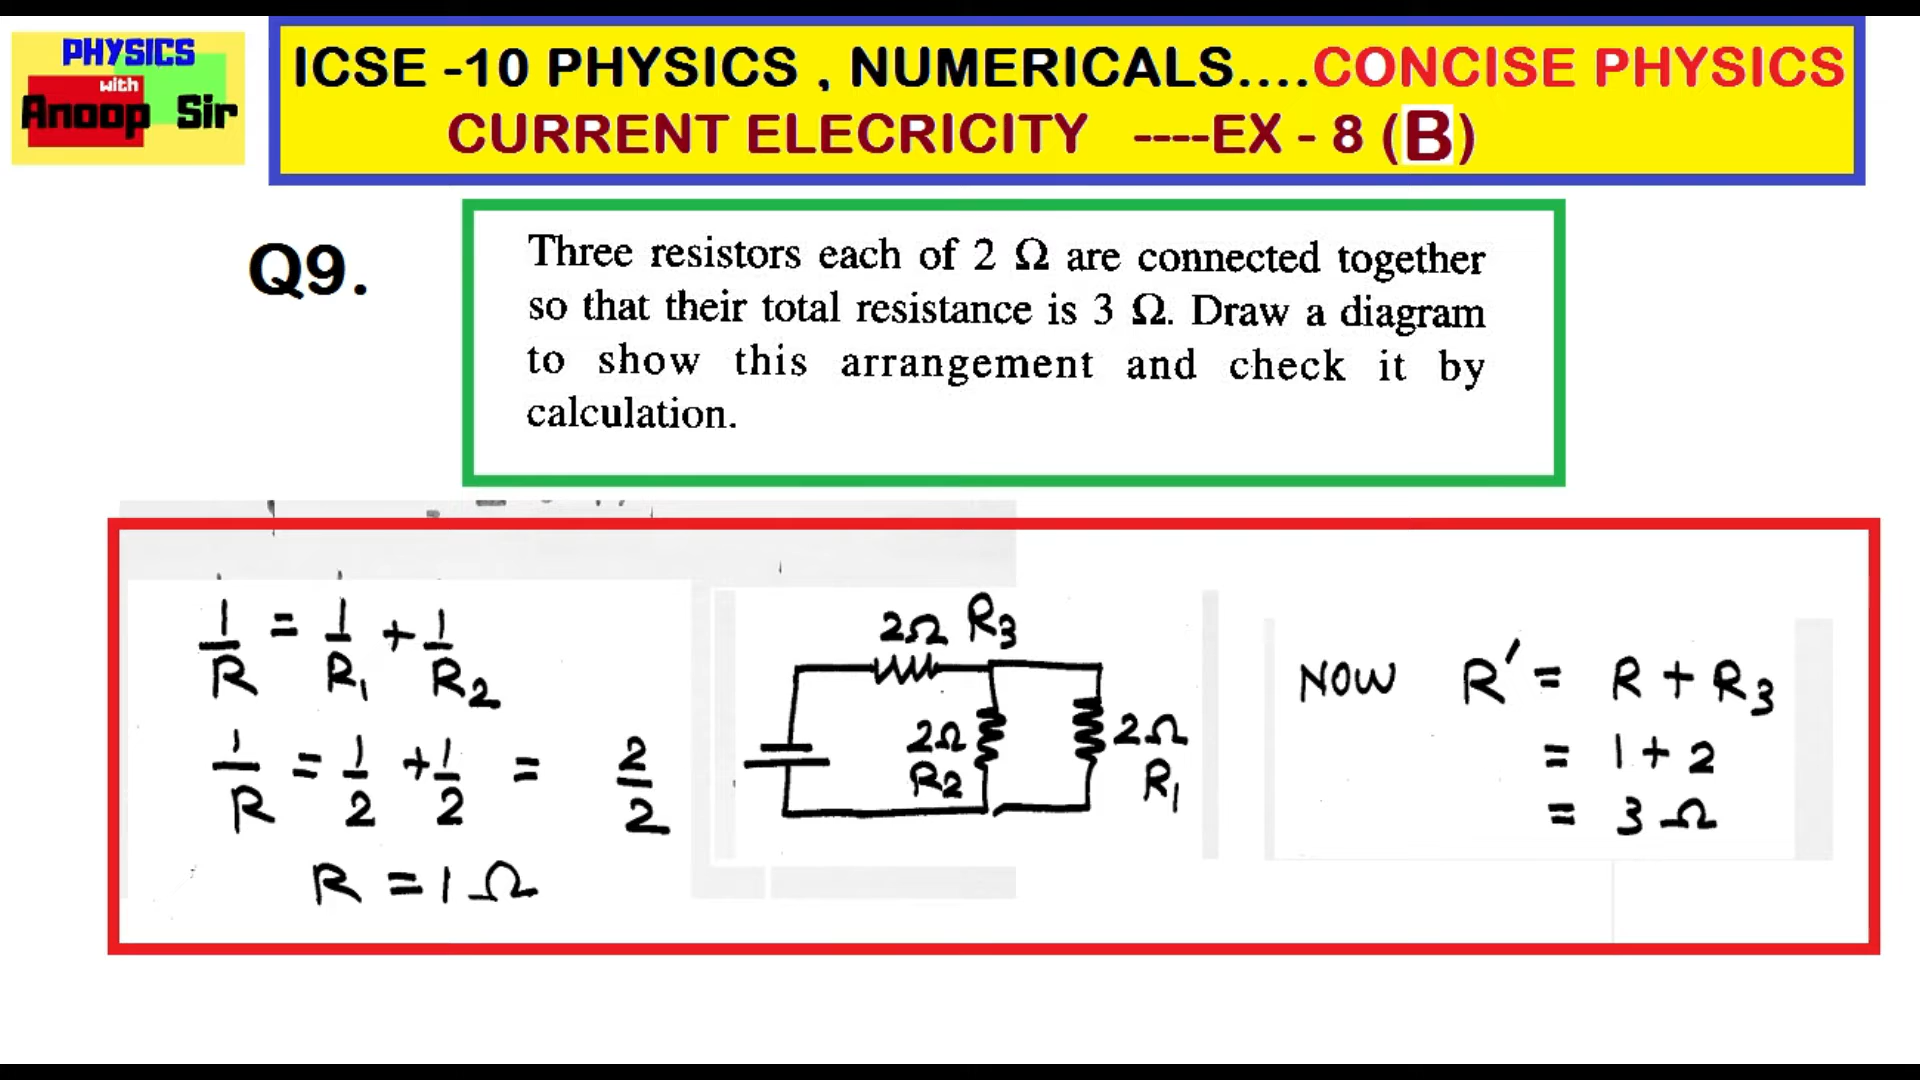 PHYSICS
with
Anoop Sir
ICSE -10 PHYSICS , NUMERICALS....CONCISE PHYSICS
CURRENT ELECRICITY ----EX - 8 (B)
Q9.
Three resistors each of 2 Ω are connected together
so that their total resistance is 3 Ω. Draw a diagram
to show this arrangement and check it by
calculation.
1/R = 1/R₁ + 1/R₂
1/R = 1/2 + 1/2 = 2/2
R = 1 Ω
2Ω R₃
2Ω
R₂
2Ω
R₁
NOW R′ = R + R₃
= 1 + 2
= 3 Ω